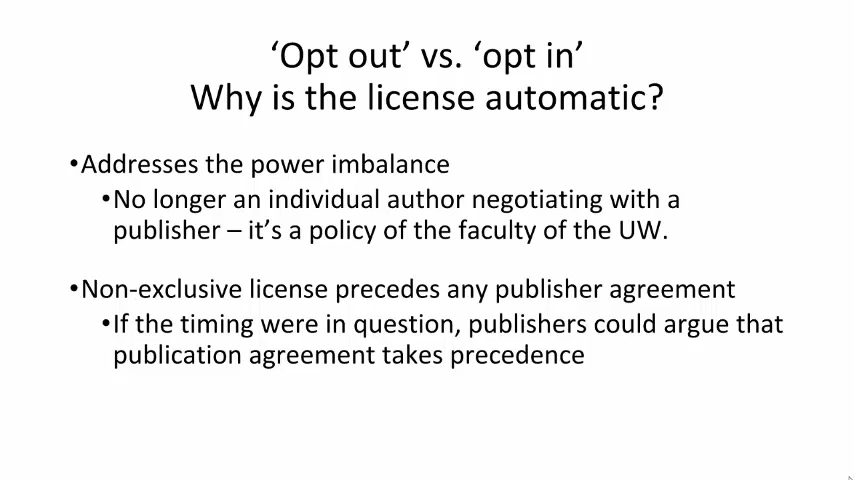 ‘Opt out’ vs. ‘opt in’
Why is the license automatic?
•Addresses the power imbalance
•No longer an individual author negotiating with a
publisher – it’s a policy of the faculty of the UW.
•Non-exclusive license precedes any publisher agreement
•If the timing were in question, publishers could argue that
publication agreement takes precedence